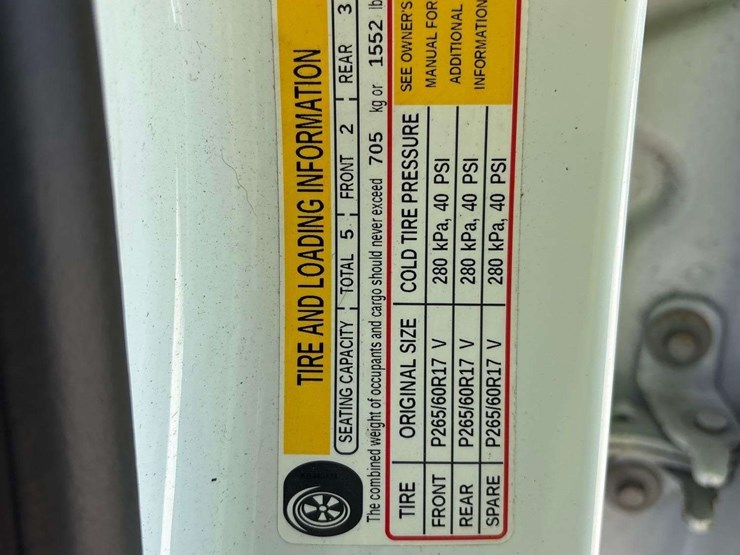 TIRE AND LOADING INFORMATION
SEATING CAPACITY TOTAL 5 FRONT 2 REAR 3
The combined weight of occupants and cargo should never exceed 705 kg or 1552 lb
TIRE ORIGINAL SIZE COLD TIRE PRESSURE
FRONT P265/60R17 V 280 kPa, 40 PSI
REAR P265/60R17 V 280 kPa, 40 PSI
SPARE P265/60R17 V 280 kPa, 40 PSI
SEE OWNER'S
MANUAL FOR
ADDITIONAL
INFORMATION